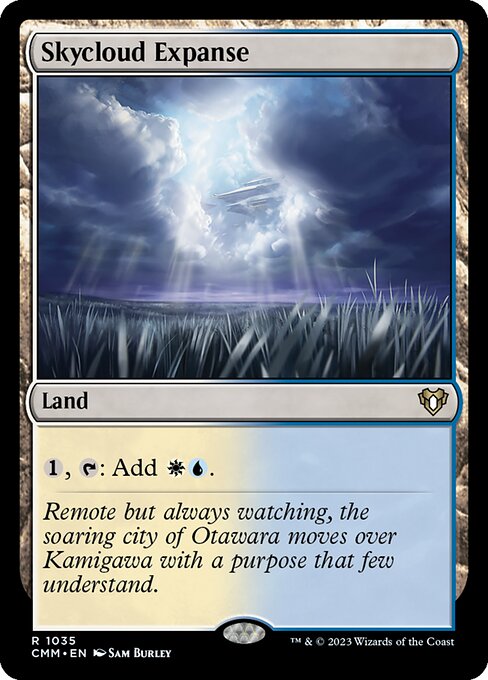 Skycloud Expanse
Land
1, : Add .
Remote but always watching, the
soaring city of Otawara moves over
Kamigawa with a purpose that few
understand.
R 1035
CMM • EN Sam Burley
™ & © 2023 Wizards of the Coast